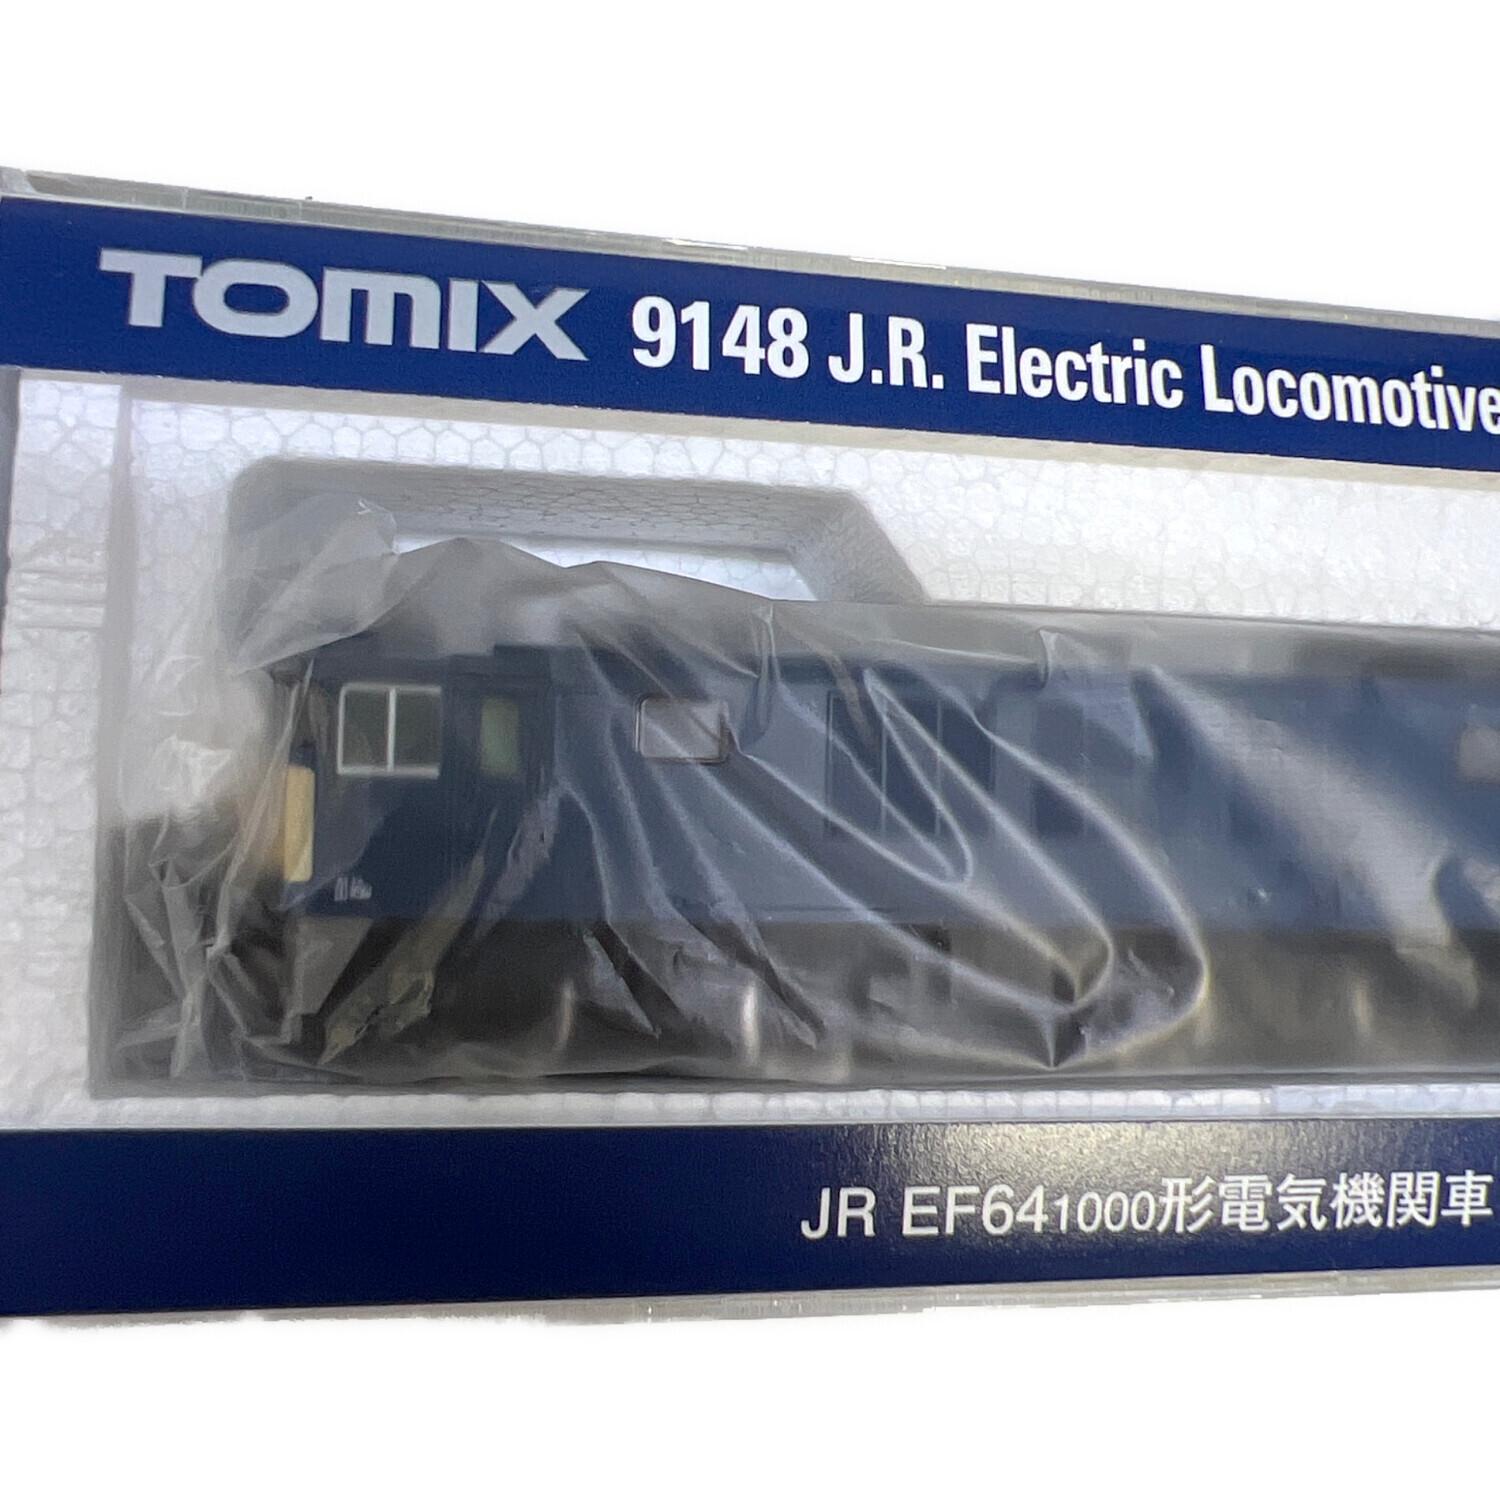 TOMIX 9148 J.R. Electric Locomotive
JR EF641000形電気機関車